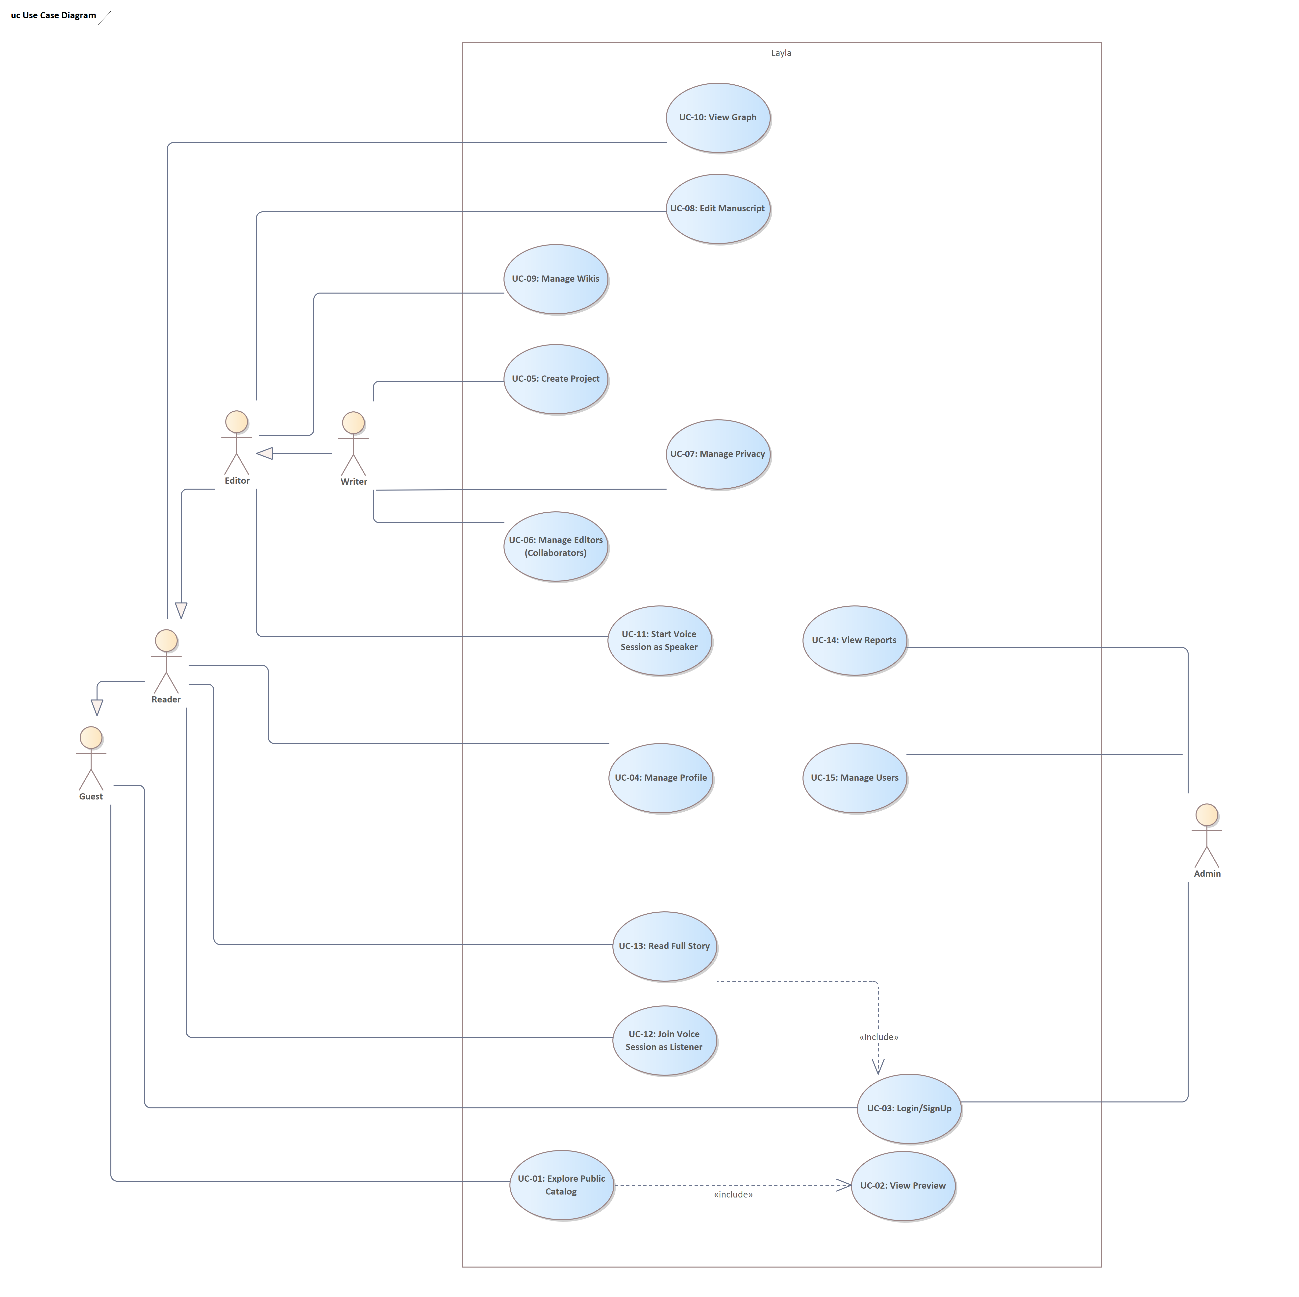 uc Use Case Diagram
Layla
UC-10: View Graph
UC-08: Edit Manuscript
UC-09: Manage Wikis
UC-05: Create Project
UC-07: Manage Privacy
Editor
Writer
UC-06: Manage Editors
(Collaborators)
UC-11: Start Voice
Session as Speaker
UC-14: View Reports
Reader
UC-04: Manage Profile
UC-15: Manage Users
Guest
Admin
UC-13: Read Full Story
UC-12: Join Voice
Session as Listener
«include»
UC-03: Login/SignUp
UC-01: Explore Public
Catalog
«include»
UC-02: View Preview